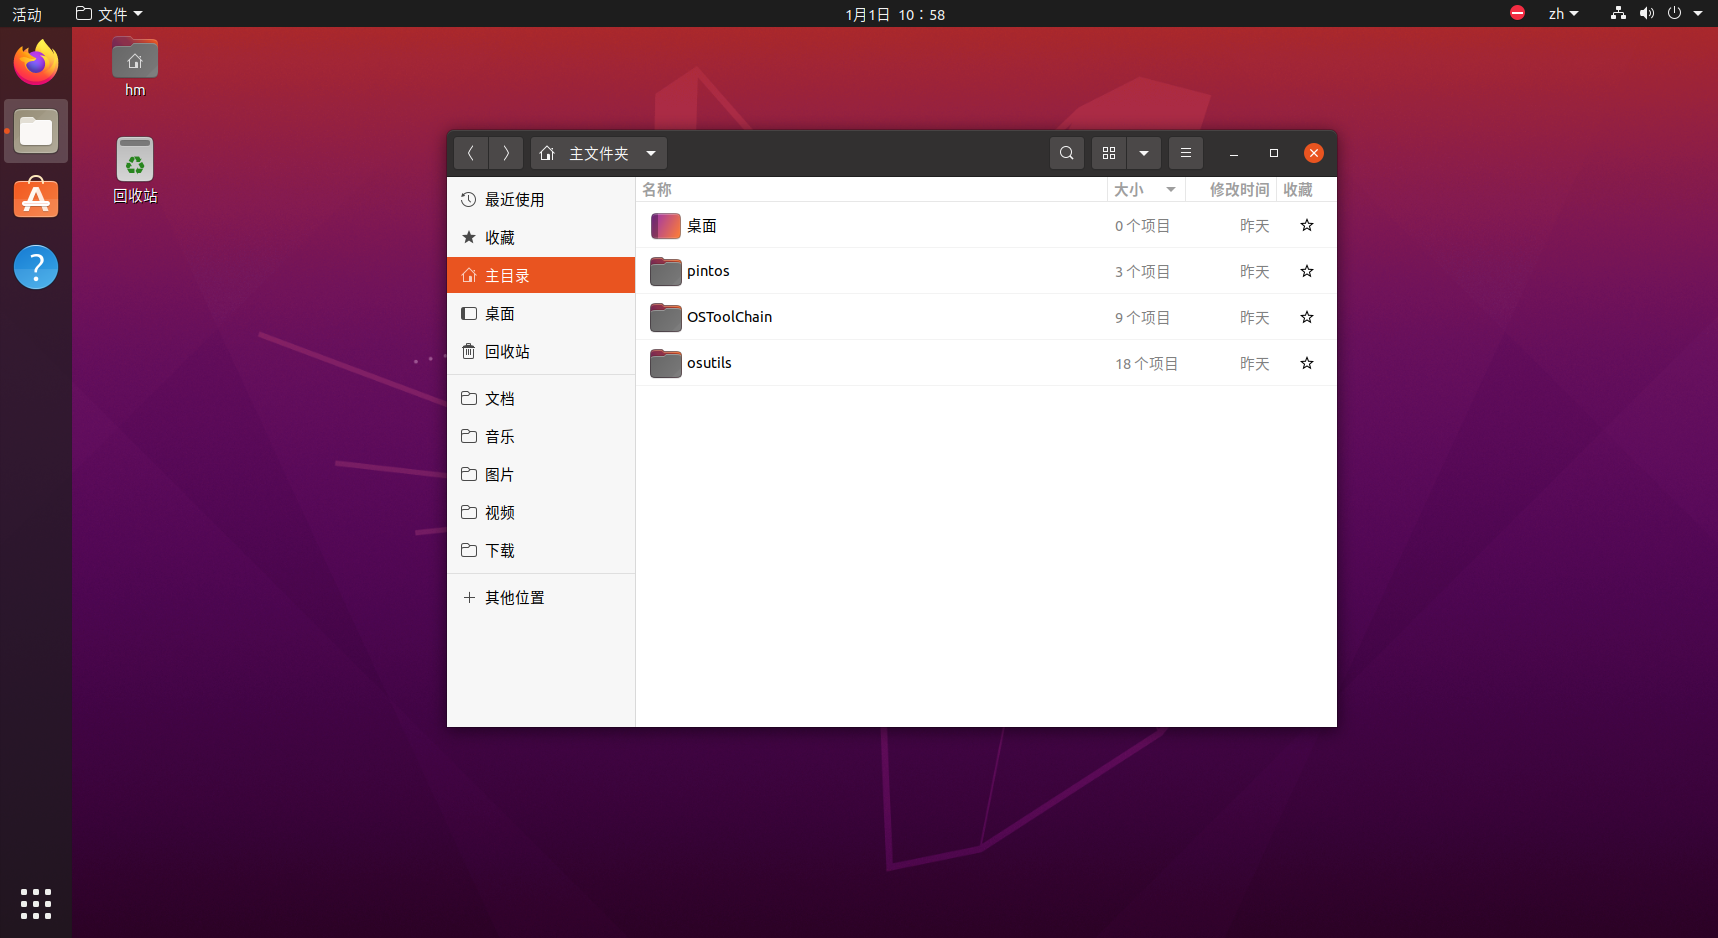 活动 文件 1月1日 10：58 zh
hm
回收站
主文件夹
最近使用
收藏
主目录
桌面
回收站
文档
音乐
图片
视频
下载
其他位置
名称 大小 修改时间 收藏
桌面 0 个项目 昨天
pintos 3 个项目 昨天
OSToolChain 9 个项目 昨天
osutils 18 个项目 昨天